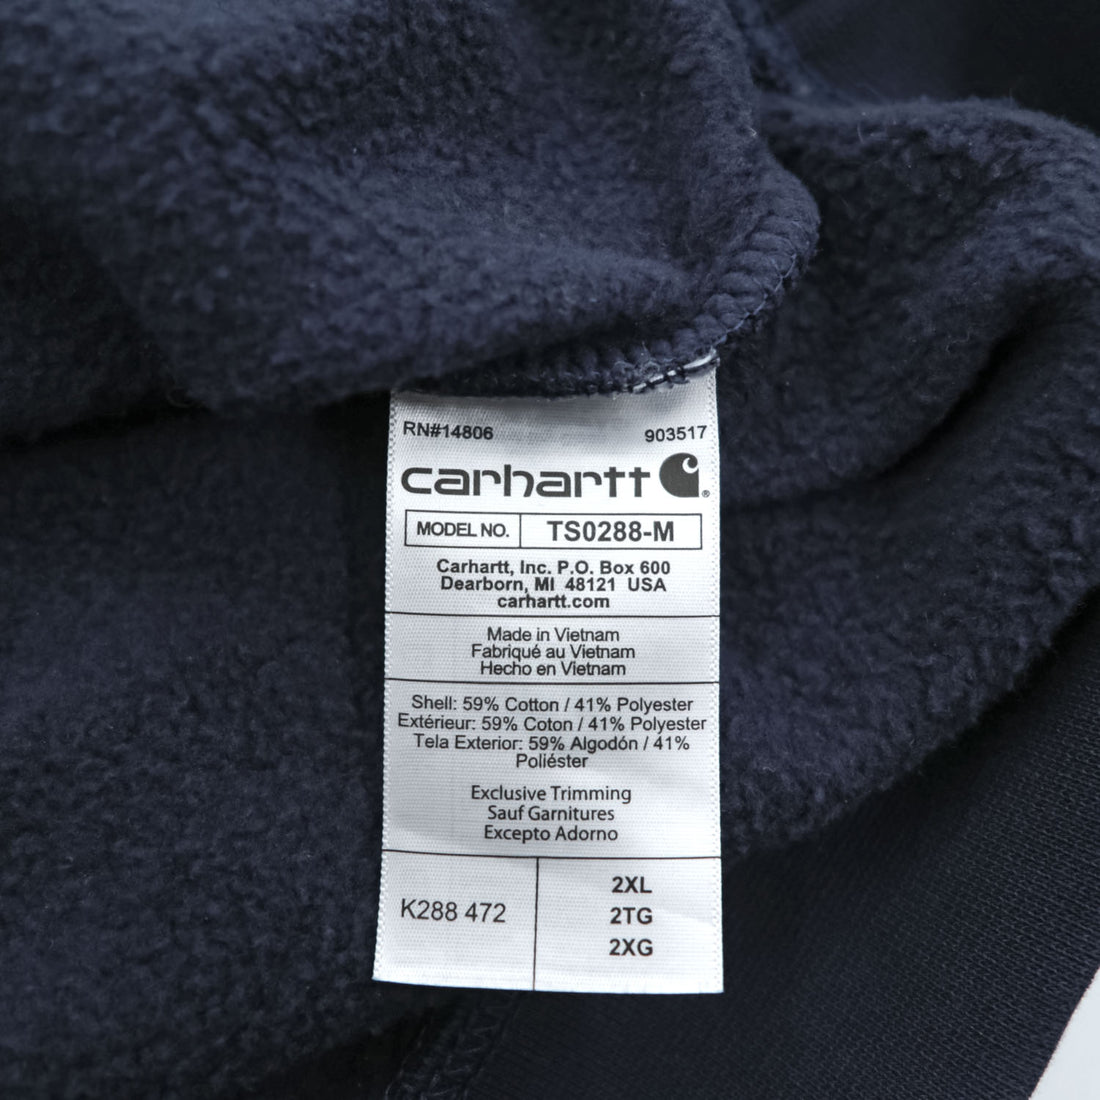 RN#14806 903517
carhartt
MODEL NO. TS0288-M
Carhartt, Inc. P.O. Box 600
Dearborn, MI 48121 USA
carhartt.com
Made in Vietnam
Fabriqué au Vietnam
Hecho en Vietnam
Shell: 59% Cotton / 41% Polyester
Extérieur: 59% Coton / 41% Polyester
Tela Exterior: 59% Algodón / 41%
Poliéster
Exclusive Trimming
Sauf Garnitures
Excepto Adorno
K288 472
2XL
2TG
2XG